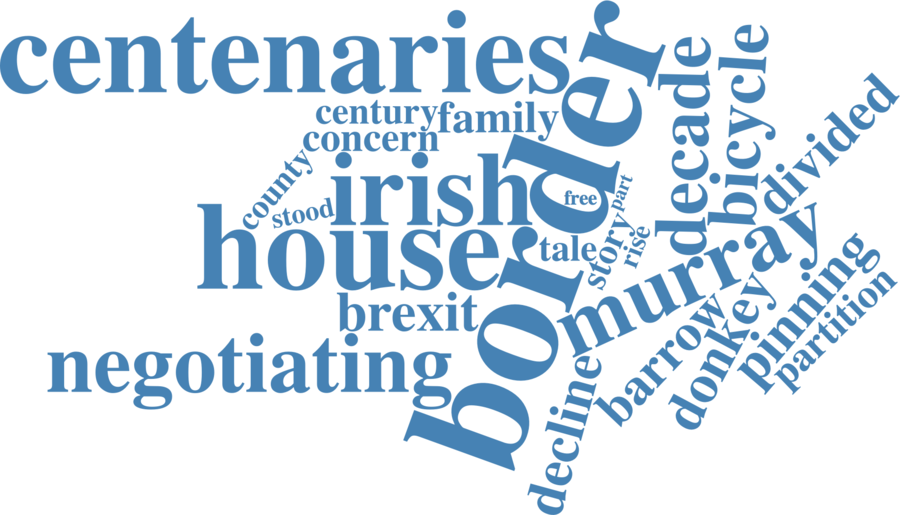 centenaries
border
century
family
concern
decade
bicycle
divided
county
stood
irish
free
part
house
tale
story
rise
murray
brexit
barrow
donkey
pinning
partition
negotiating
decline